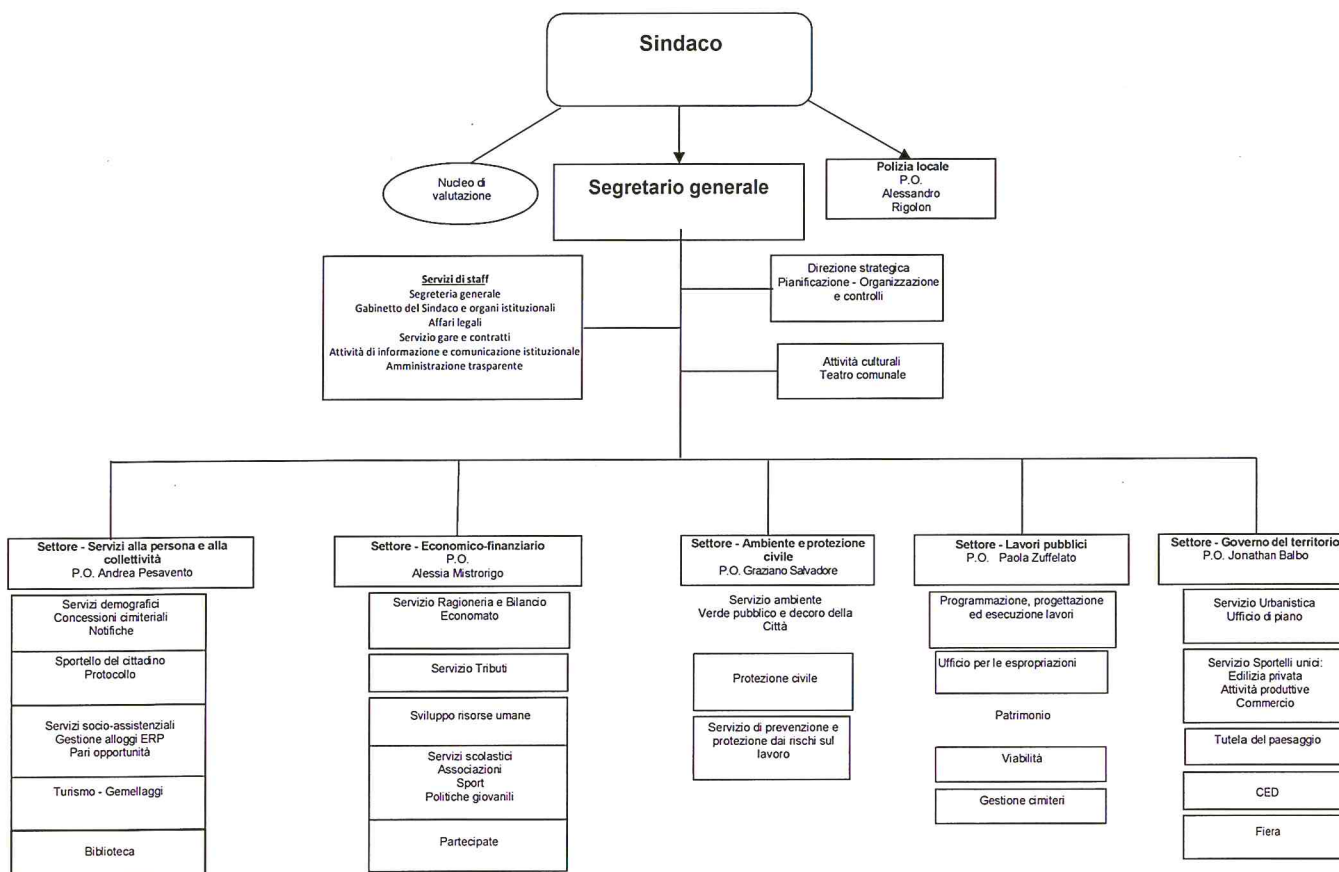 Sindaco
Nucleo di
valutazione
Segretario generale
Polizia locale
P.O.
Alessandro
Rigolon
Servizi di staff
Segreteria generale
Gabinetto del Sindaco e organi istituzionali
Affari legali
Servizio gare e contratti
Attività di informazione e comunicazione istituzionale
Amministrazione trasparente
Direzione strategica
Pianificazione - Organizzazione
e controlli
Attività culturali
Teatro comunale
Settore - Servizi alla persona e alla
collettività
P.O. Andrea Pesavento
Servizi demografici
Concessioni cimiteriali
Notifiche
Sportello del cittadino
Protocollo
Servizi socio-assistenziali
Gestione alloggi ERP
Pari opportunità
Turismo - Gemellaggi
Biblioteca
Settore - Economico-finanziario
P.O.
Alessia Mistrorigo
Servizio Ragioneria e Bilancio
Economato
Servizio Tributi
Sviluppo risorse umane
Servizi scolastici
Associazioni
Sport
Politiche giovanili
Partecipate
Settore - Ambiente e protezione
civile
P.O. Graziano Salvadore
Servizio ambiente
Verde pubblico e decoro della
Città
Protezione civile
Servizio di prevenzione e
protezione dai rischi sul
lavoro
Settore - Lavori pubblici
P.O. Paola Zuffelato
Programmazione, progettazione
ed esecuzione lavori
Ufficio per le espropriazioni
Patrimonio
Viabilità
Gestione cimiteri
Settore - Governo del territorio
P.O. Jonathan Balbo
Servizio Urbanistica
Ufficio di piano
Servizio Sportelli unici:
Edilizia privata
Attività produttive
Commercio
Tutela del paesaggio
CED
Fiera